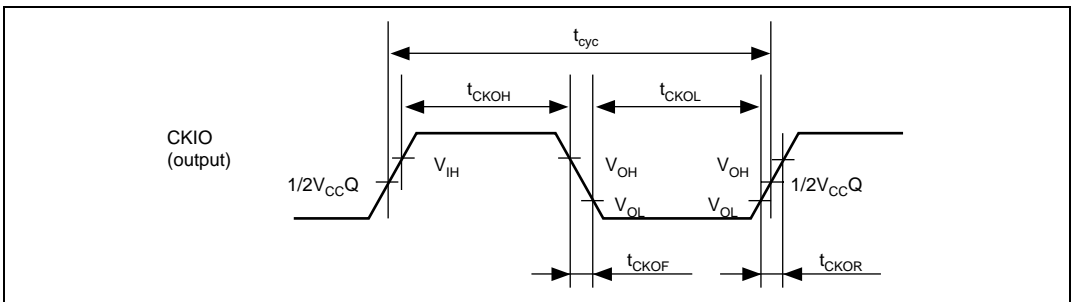 tcyc
tCKOH tCKOL
CKIO
(output)
VIH VOH VOH
1/2VCCQ 1/2VCCQ
VOL VOL
tCKOF tCKOR